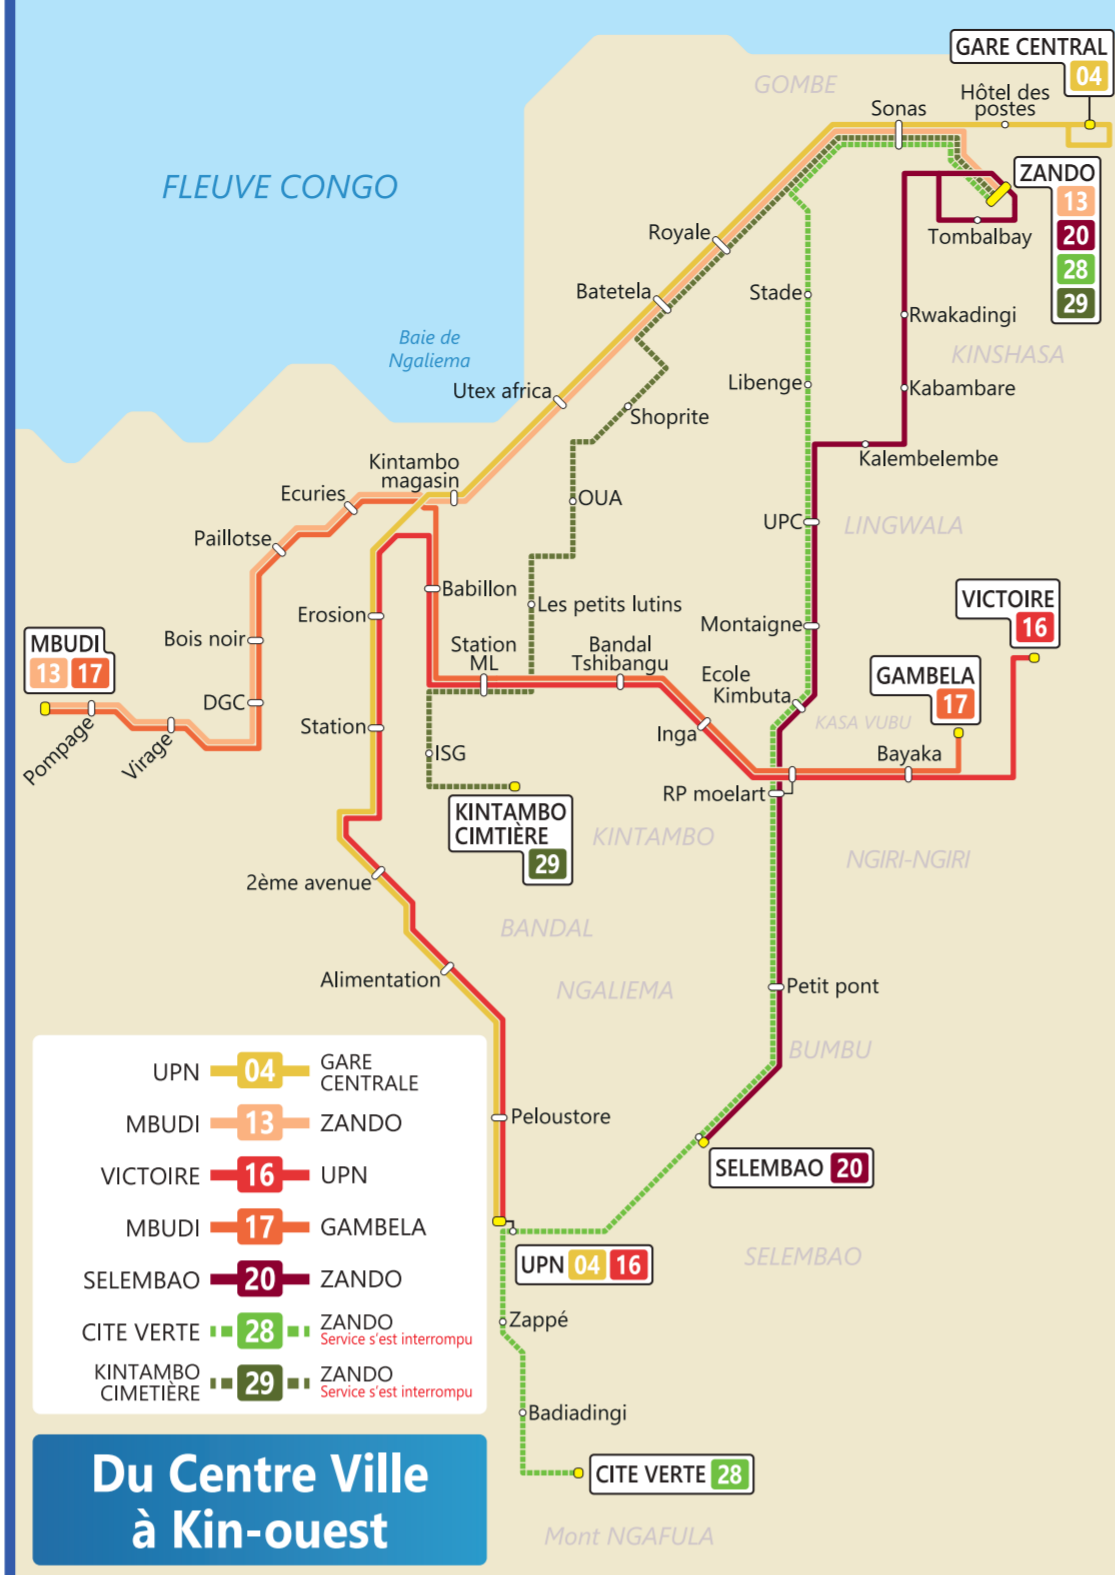 GARE CENTRAL
04
GOMBE
Hôtel des
postes
Sonas
FLEUVE CONGO
ZANDO
13
20
28
29
Royale
Tombalbay
Batetela
Stade
Rwakadingi
Baie de
Ngaliema
KINSHASA
Utex africa
Libenge
Kabambare
Shoprite
Kalembelembe
Kintambo
magasin
Ecuries
OUA
UPC
LINGWALA
Paillotse
Babillon
Les petits lutins
VICTOIRE
16
Erosion
Montaigne
MBUDI
13 17
Bois noir
Station
ML
Bandal
Tshibangu
Ecole
Kimbuta
GAMBELA
17
DGC
KASA VUBU
Pompage
Virage
Station
Inga
ISG
Bayaka
RP moelart
KINTAMBO
CIMTIÈRE
29
KINTAMBO
NGIRI-NGIRI
2ème avenue
BANDAL
Alimentation
NGALIEMA
Petit pont
BUMBU
Peloustore
SELEMBAO 20
UPN 04 16
SELEMBAO
Zappé
Badiadingi
CITE VERTE 28
Mont NGAFULA
UPN 04 GARE
CENTRALE
MBUDI 13 ZANDO
VICTOIRE 16 UPN
MBUDI 17 GAMBELA
SELEMBAO 20 ZANDO
CITE VERTE 28 ZANDO
Service s'est interrompu
KINTAMBO
CIMETIÈRE 29 ZANDO
Service s'est interrompu
Du Centre Ville
à Kin-ouest